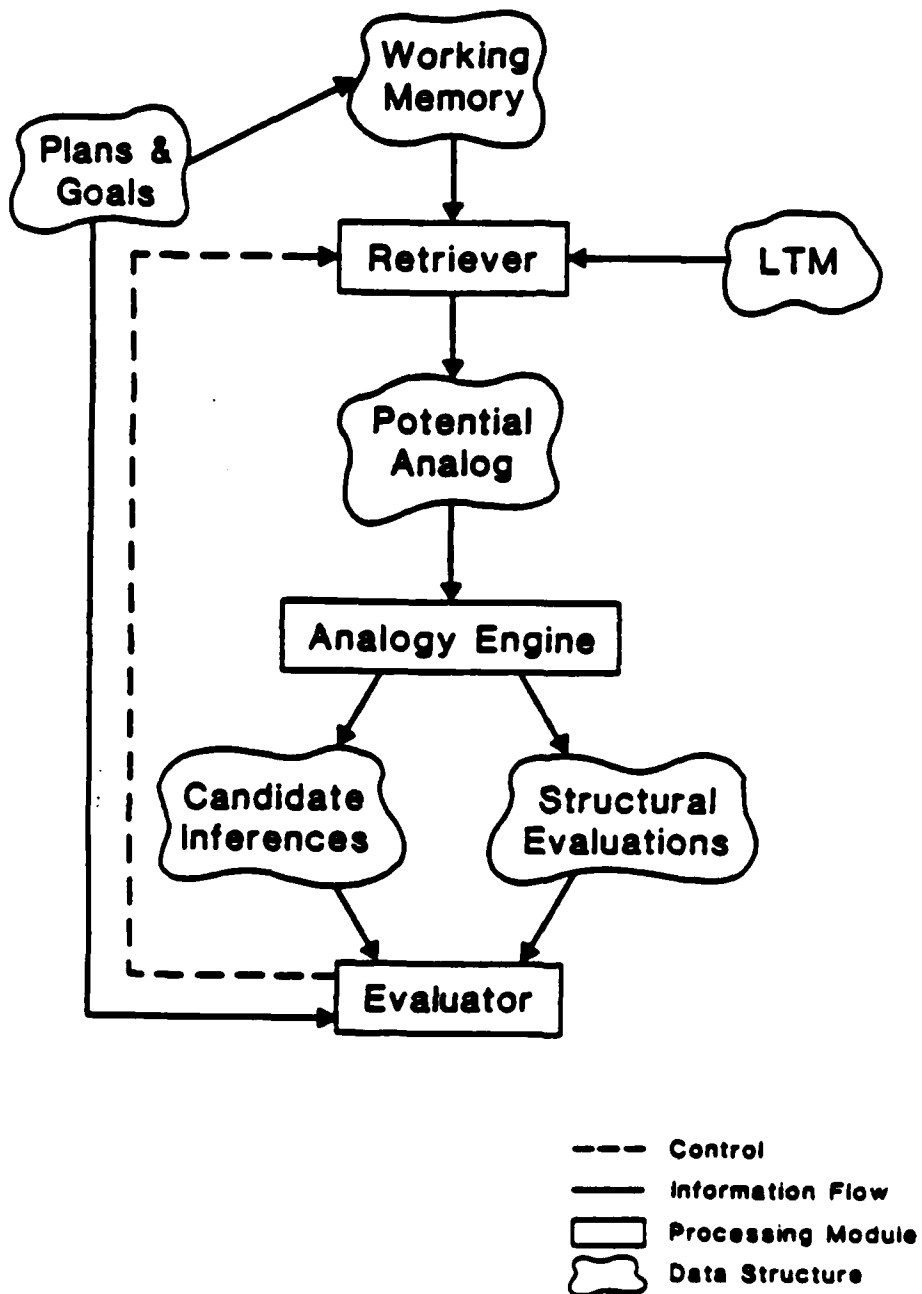 Working
Memory
Plans &
Goals
Retriever
LTM
Potential
Analog
Analogy Engine
Candidate
Inferences
Structural
Evaluations
Evaluator
Control
Information Flow
Processing Module
Data Structure